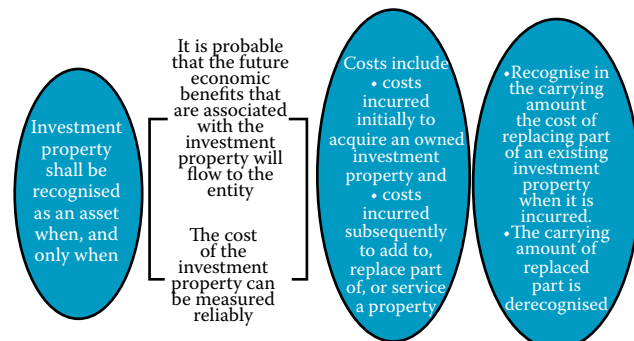 Investment
property
shall be
recognised
as an asset
when, and
only when
It is probable
that the future
economic
benefits that
are associated
with the
investment
property will
flow to the
entity
The cost
of the
investment
property can
be measured
reliably
Costs include
• costs
incurred
initially to
acquire an owned
investment
property and
• costs
incurred
subsequently
to add to,
replace part
of, or service
a property
•Recognise in
the carrying
amount
the cost of
replacing part
of an existing
investment
property
when it is
incurred.
•The carrying
amount of
replaced
part is
derecognised